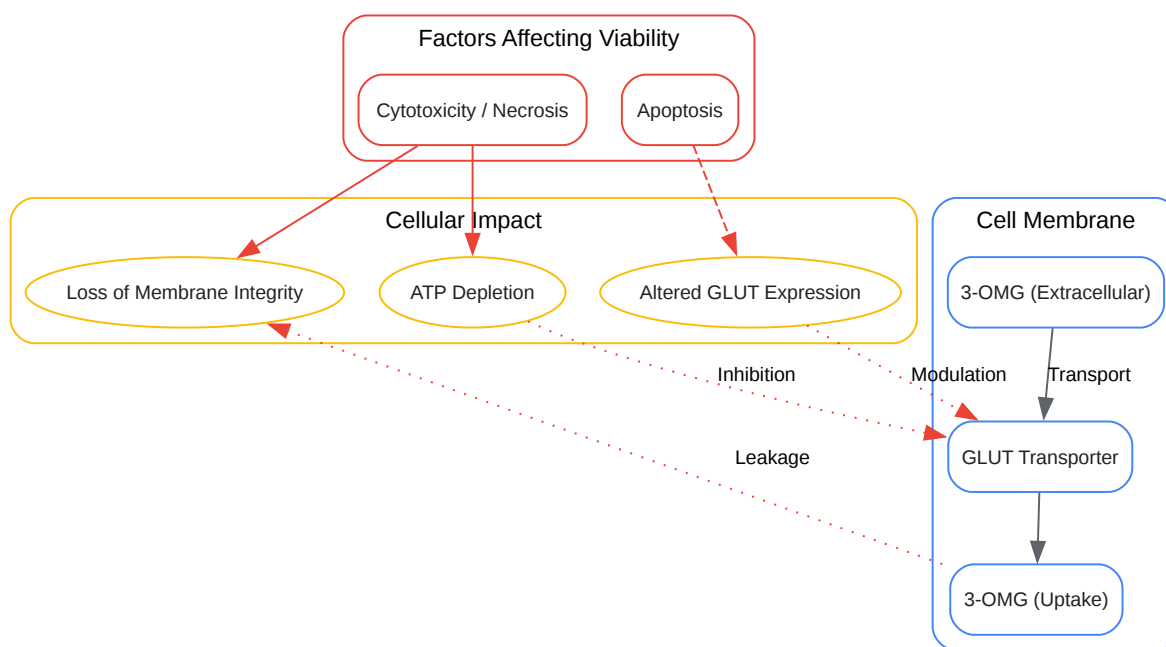 Factors Affecting Viability
Cytotoxicity / Necrosis
Apoptosis
Cellular Impact
Cell Membrane
Loss of Membrane Integrity
ATP Depletion
Altered GLUT Expression
3-OMG (Extracellular)
Inhibition
Modulation
Transport
Leakage
GLUT Transporter
3-OMG (Uptake)